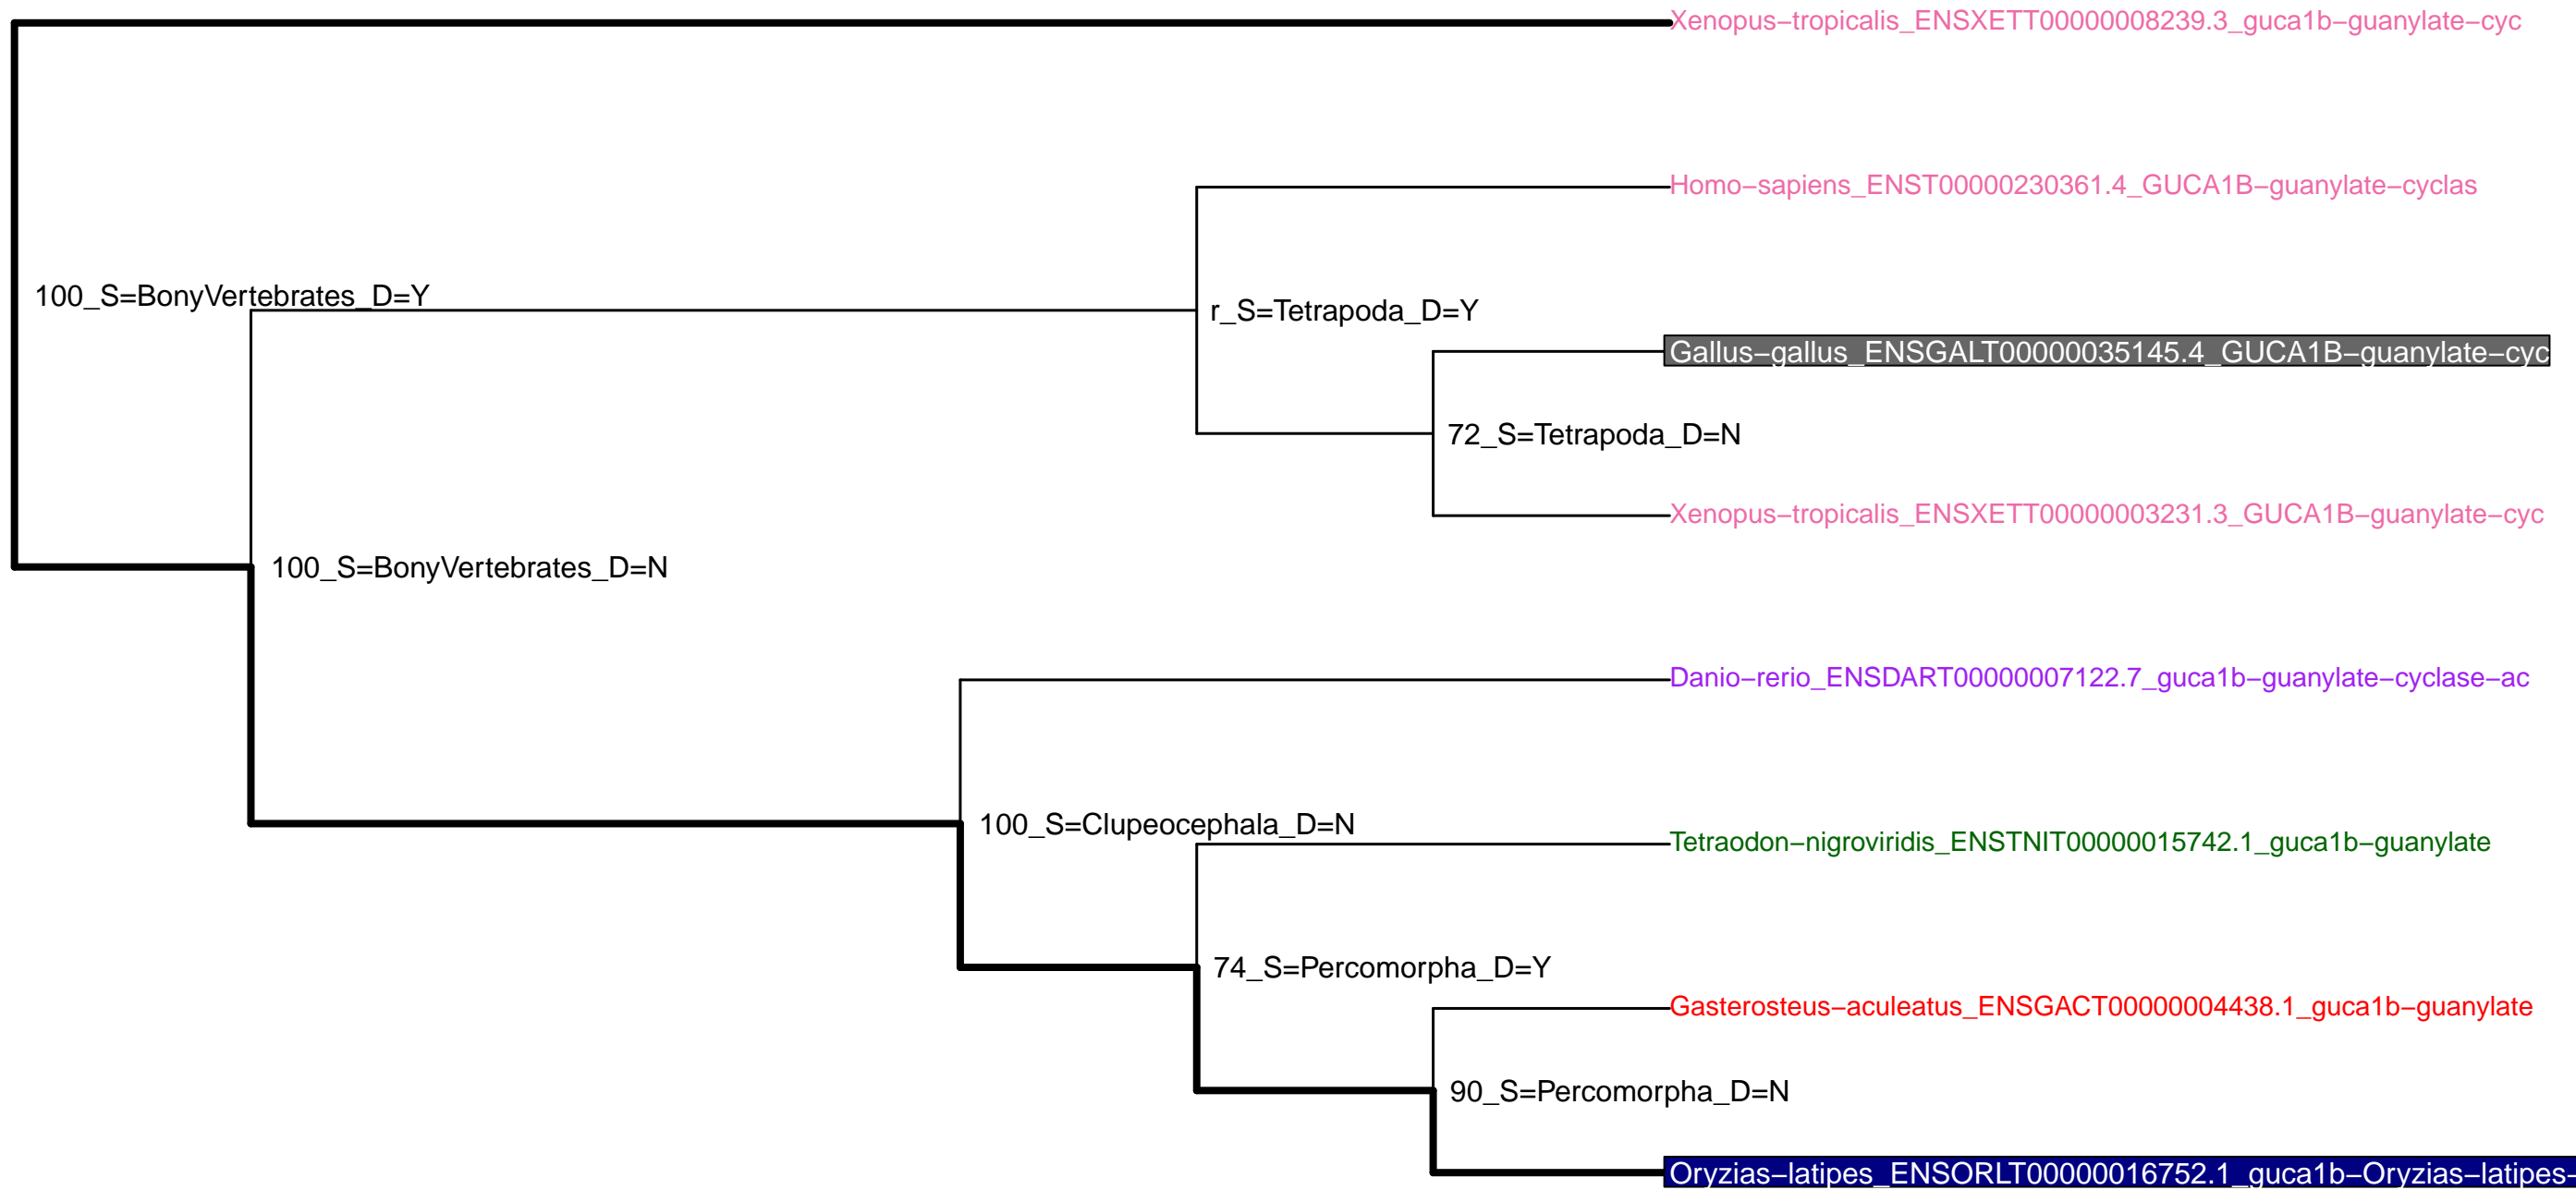 Xenopus−tropicalis_ENSXETT00000008239.3_guca1b−guanylate−cyc
Homo−sapiens_ENST00000230361.4_GUCA1B−guanylate−cyclas
100_S=BonyVertebrates_D=Y
r_S=Tetrapoda_D=Y
Gallus−gallus_ENSGALT00000035145.4_GUCA1B−guanylate−cyc
72_S=Tetrapoda_D=N
Xenopus−tropicalis_ENSXETT00000003231.3_GUCA1B−guanylate−cyc
100_S=BonyVertebrates_D=N
Danio−rerio_ENSDART00000007122.7_guca1b−guanylate−cyclase−ac
100_S=Clupeocephala_D=N
Tetraodon−nigroviridis_ENSTNIT00000015742.1_guca1b−guanylate
74_S=Percomorpha_D=Y
Gasterosteus−aculeatus_ENSGACT00000004438.1_guca1b−guanylate
90_S=Percomorpha_D=N
Oryzias−latipes_ENSORLT00000016752.1_guca1b−Oryzias−latipes−